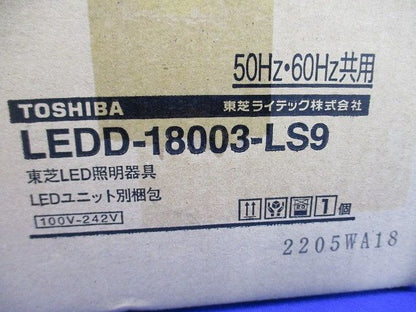 50Hz・60Hz共用
TOSHIBA 東芝ライテック株式会社
LEDD-18003-LS9
東芝LED照明器具
LEDユニット別梱包
100V-242V
1個
2205WA18